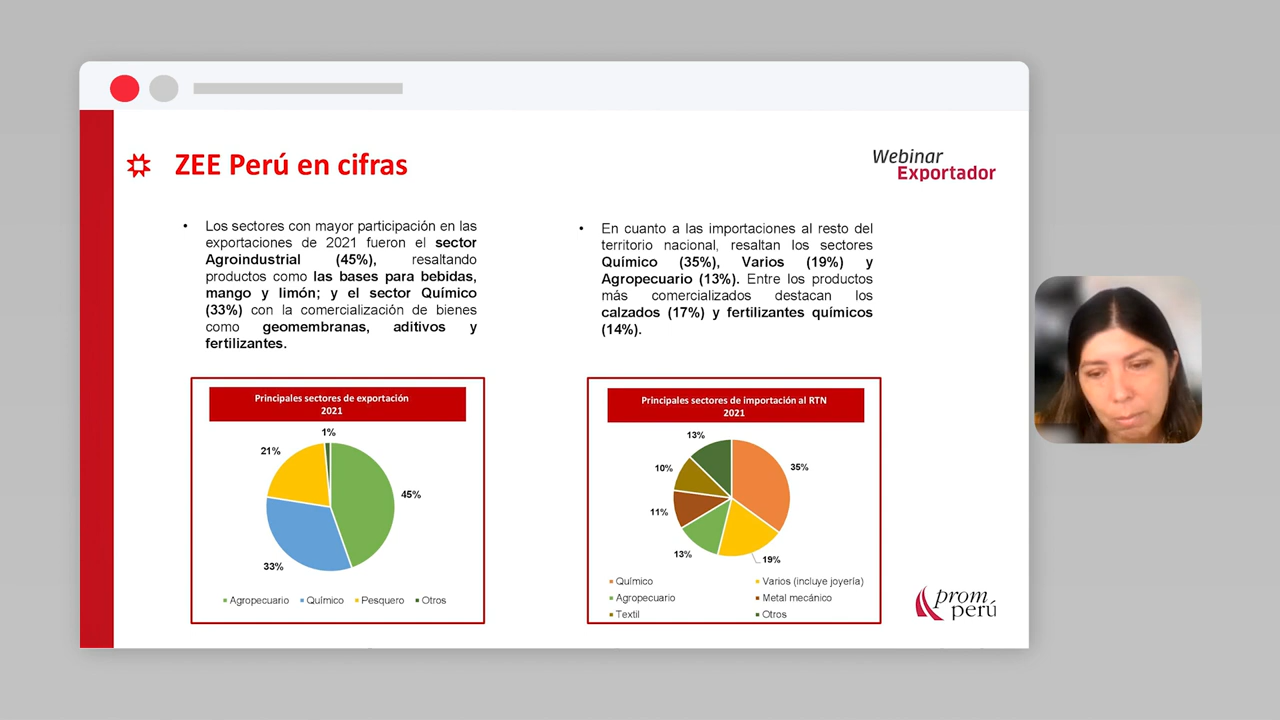 ZEE Perú en cifras
Webinar
Exportador
• Los sectores con mayor participación en las
exportaciones de 2021 fueron el sector
Agroindustrial (45%), resaltando
productos como las bases para bebidas,
mango y limón; y el sector Químico
(33%) con la comercialización de bienes
como geomembranas, aditivos y
fertilizantes.
• En cuanto a las importaciones al resto del
territorio nacional, resaltan los sectores
Químico (35%), Varios (19%) y
Agropecuario (13%). Entre los productos
más comercializados destacan los
calzados (17%) y fertilizantes químicos
(14%).
Principales sectores de exportación
2021
1%
21%
45%
33%
Agropecuario Químico Pesquero Otros
Principales sectores de importación al RTN
2021
13%
35%
10%
11%
13%
19%
Químico Varios (incluye joyería)
Agropecuario Metal mecánico
Textil Otros
prom
perú